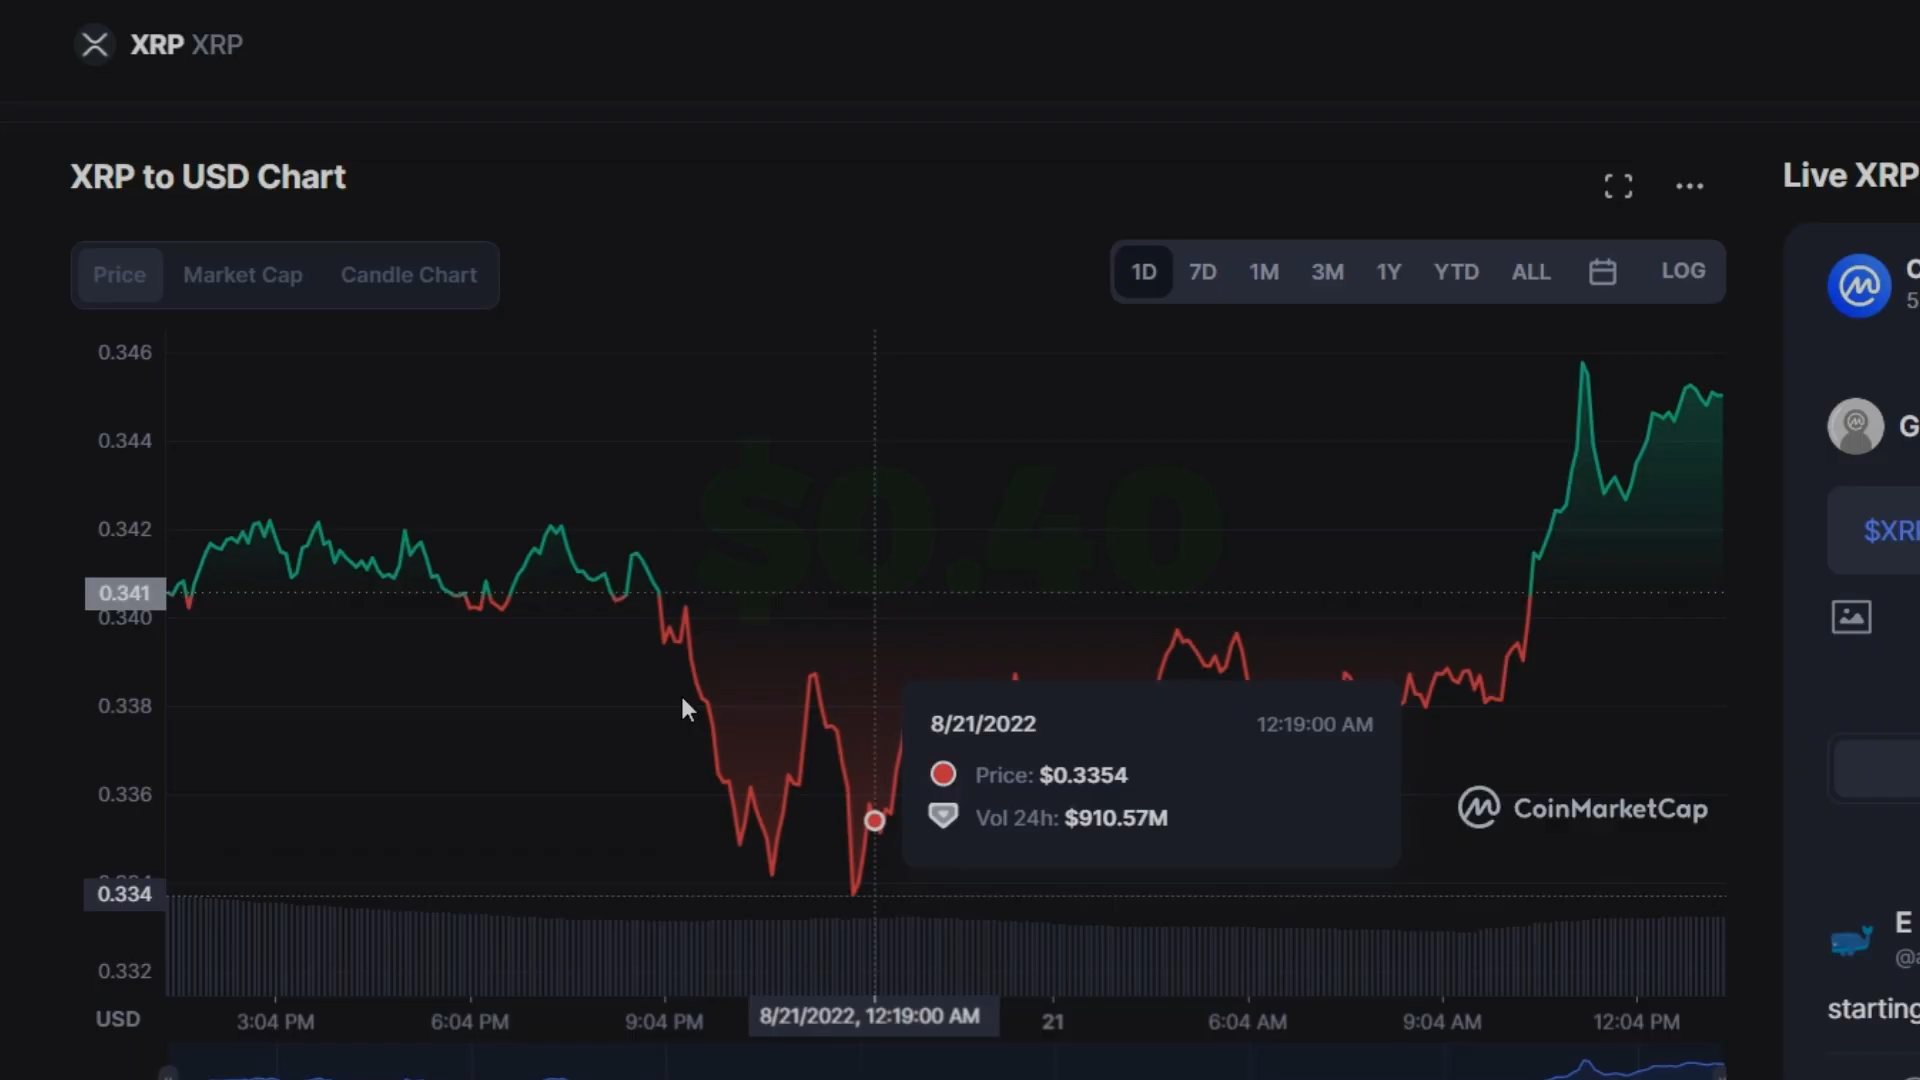 XRP XRP
XRP to USD Chart
Live XRP
Price Market Cap Candle Chart
1D 7D 1M 3M 1Y YTD ALL LOG
0.346
0.344
0.342
0.341
0.340
0.338
0.336
0.334
0.332
$0.40
8/21/2022 12:19:00 AM
Price: $0.3354
Vol 24h: $910.57M
CoinMarketCap
USD 3:04 PM 6:04 PM 9:04 PM 8/21/2022, 12:19:00 AM 21 6:04 AM 9:04 AM 12:04 PM
5
G
$XR
E
@a
starting